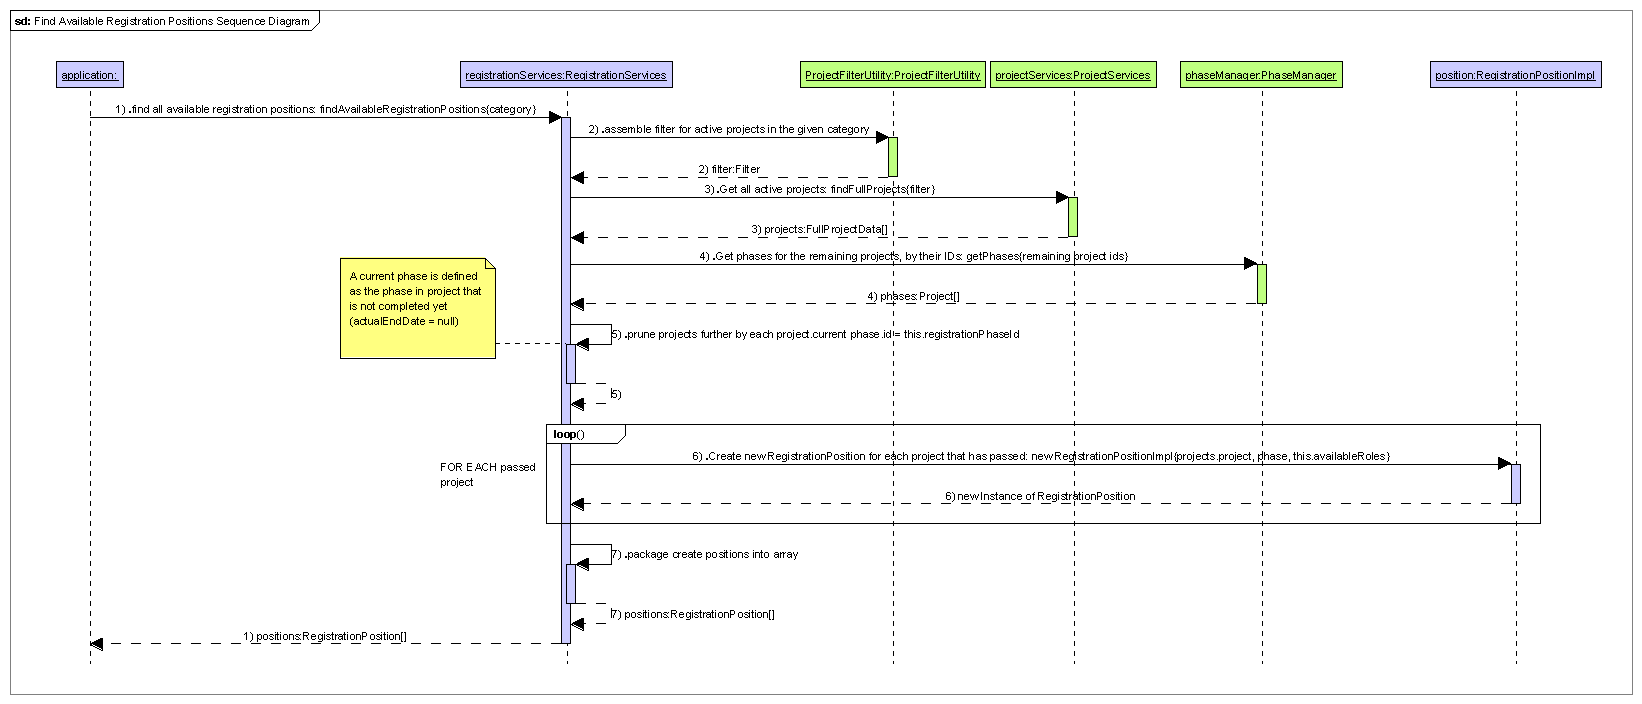 sd: Find Available Registration Positions Sequence Diagram
application:
registrationServices:RegistrationServices
ProjectFilterUtility:ProjectFilterUtility
projectServices:ProjectServices
phaseManager:PhaseManager
position:RegistrationPositionImpl
1) .find all available registration positions: findAvailableRegistrationPositions{category}
2) .assemble filter for active projects in the given category
2) filter:Filter
3) .Get all active projects: findFullProjects{filter}
3) projects:FullProjectData[]
4) .Get phases for the remaining projects, by their IDs: getPhases{remaining project ids}
A current phase is defined
as the phase in project that
is not completed yet
(actualEndDate = null)
4) phases:Project[]
5) .prune projects further by each project.current phase.id != this.registrationPhaseId
5)
loop()
FOR EACH passed
project
6) .Create new RegistrationPosition for each project that has passed: new RegistrationPositionImpl{projects.project, phase, this.availableRoles}
6) new Instance of RegistrationPosition
7) .package create positions into array
7) positions:RegistrationPosition[]
1) positions:RegistrationPosition[]